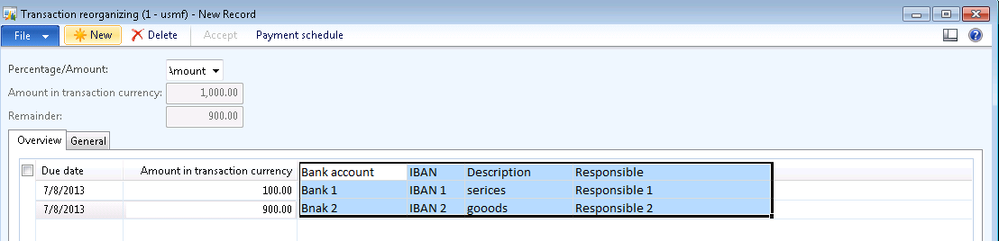 Transaction reorganizing (1 - usmf) - New Record
File New Delete Accept Payment schedule
Percentage/Amount: Amount
Amount in transaction currency: 1,000.00
Remainder: 900.00
Overview General
Due date Amount in transaction currency Bank account IBAN Description Responsible
7/8/2013 100.00 Bank 1 IBAN 1 serices Responsible 1
7/8/2013 900.00 Bnak 2 IBAN 2 gooods Responsible 2